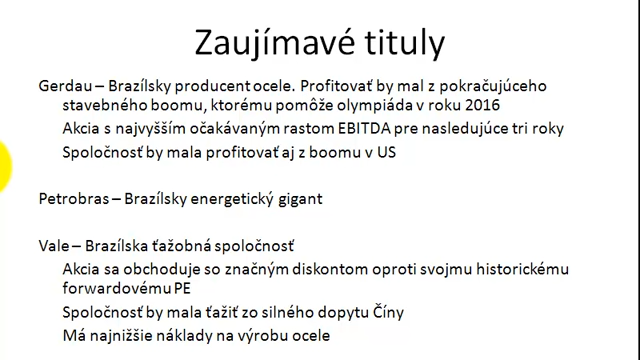 Zaujímavé tituly
Gerdau – Brazílsky producent ocele. Profitovať by mal z pokračujúceho
stavebného boomu, ktorému pomôže olympiáda v roku 2016
Akcia s najvyšším očakávaným rastom EBITDA pre nasledujúce tri roky
Spoločnosť by mala profitovať aj z boomu v US
Petrobras – Brazílsky energetický gigant
Vale – Brazílska ťažobná spoločnosť
Akcia sa obchoduje so značným diskontom oproti svojmu historickému
forwardovému PE
Spoločnosť by mala ťažiť zo silného dopytu Číny
Má najnižšie náklady na výrobu ocele